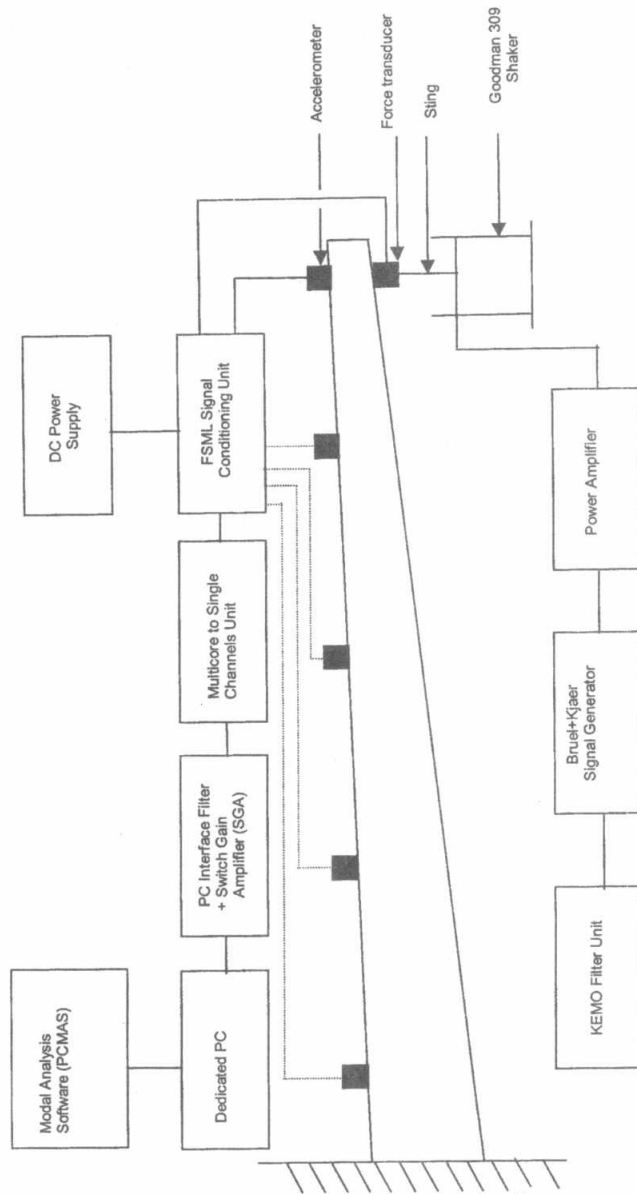 Modal Analysis
Software (PCMAS)
DC Power
Supply
Dedicated PC
PC Interface Filter
+ Switch Gain
Amplifier (SGA)
Multicore to Single
Channels Unit
FSML Signal
Conditioning Unit
Accelerometer
Force transducer
Sting
Goodman 309
Shaker
KEMO Filter Unit
Bruel+Kjaer
Signal Generator
Power Amplifier